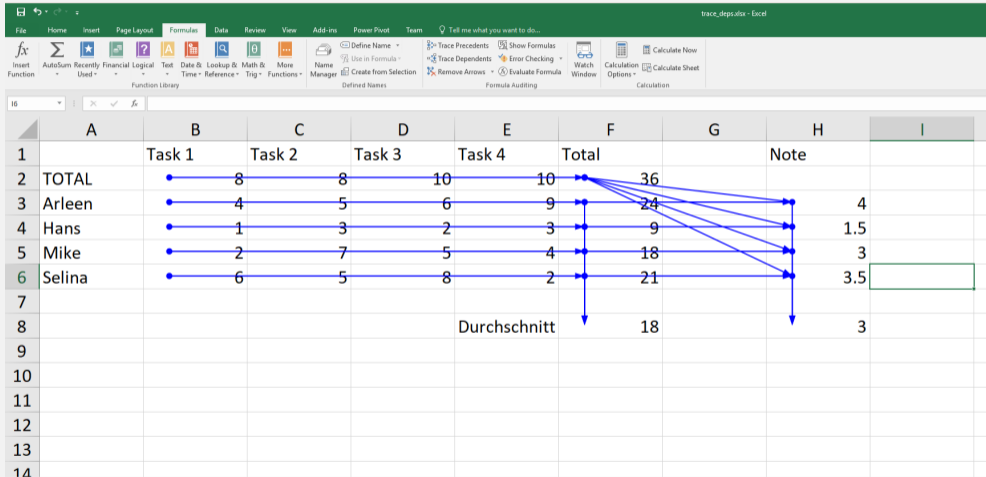 trace_deps.xlsx - Excel
File Home Insert Page Layout Formulas Data Review View Add-ins Power Pivot Team Tell me what you want to do...
fx Insert Function
Σ AutoSum
Recently Used
Financial
Logical
? 
A Text
Date & Time
Lookup & Reference
θ Math & Trig
More Functions
Function Library
Name Manager
Define Name
Use in Formula
Create from Selection
Defined Names
Trace Precedents
Trace Dependents
Remove Arrows
Show Formulas
Error Checking
Evaluate Formula
Watch Window
Formula Auditing
Calculation Options
Calculate Now
Calculate Sheet
Calculation
I6 fx
A B C D E F G H I
1 Task 1 Task 2 Task 3 Task 4 Total Note
2 TOTAL 8 8 10 10 36
3 Arleen 4 5 6 9 24 4
4 Hans 1 3 2 3 9 1.5
5 Mike 2 7 5 4 18 3
6 Selina 6 5 8 2 21 3.5
7
8 Durchschnitt 18 3
9
10
11
12
13
14